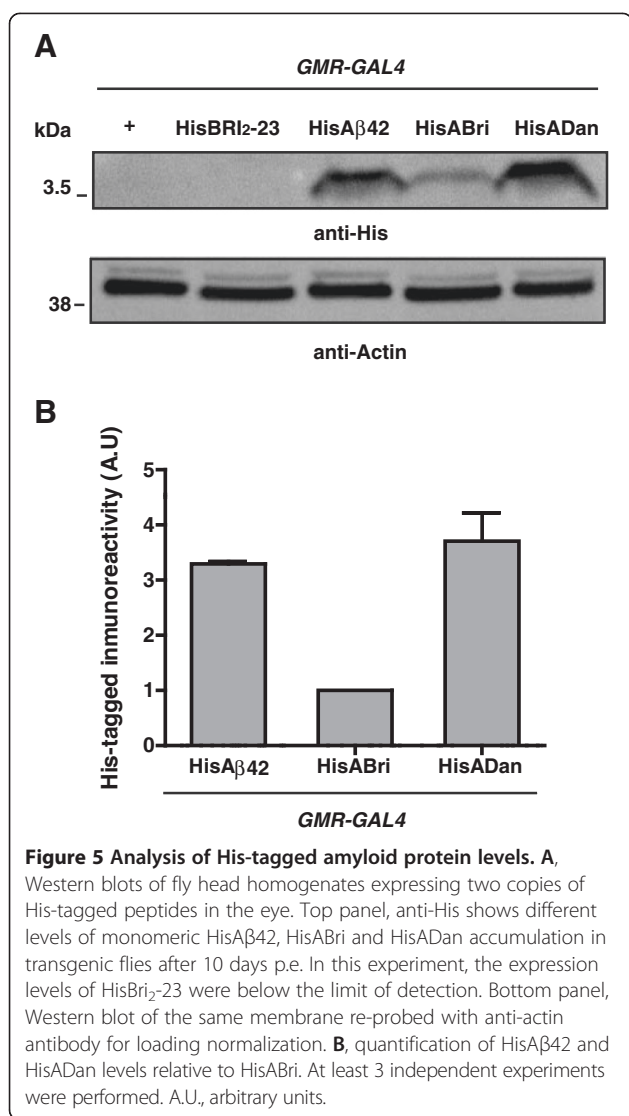 A
GMR-GAL4
kDa + HisBRI2-23 HisAβ42 HisABri HisADan
3.5
anti-His
38
anti-Actin
B
His-tagged inmunoreactivity (A.U)
5
4
3
2
1
0
HisAβ42 HisABri HisADan
GMR-GAL4
Figure 5 Analysis of His-tagged amyloid protein levels. A,
Western blots of fly head homogenates expressing two copies of
His-tagged peptides in the eye. Top panel, anti-His shows different
levels of monomeric HisAβ42, HisABri and HisADan accumulation in
transgenic flies after 10 days p.e. In this experiment, the expression
levels of HisBri2-23 were below the limit of detection. Bottom panel,
Western blot of the same membrane re-probed with anti-actin
antibody for loading normalization. B, quantification of HisAβ42 and
HisADan levels relative to HisABri. At least 3 independent experiments
were performed. A.U., arbitrary units.